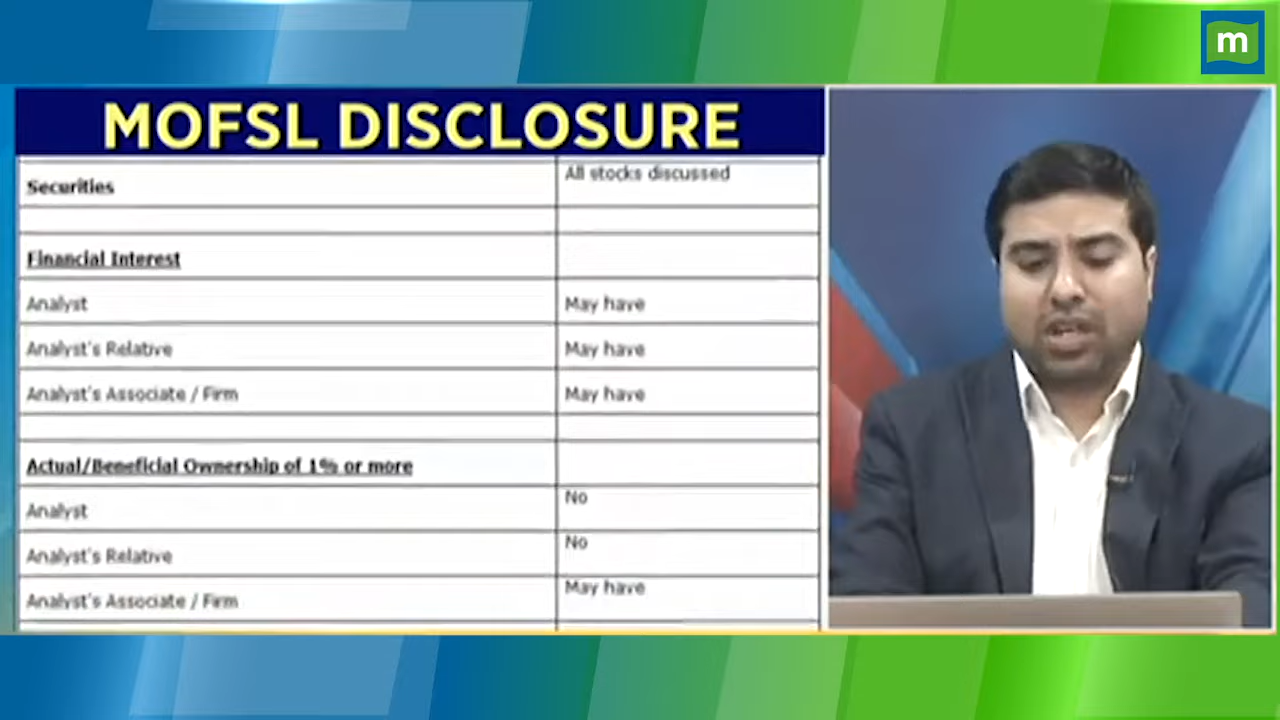 m
MOFSL DISCLOSURE
Securities All stocks discussed
Financial Interest
Analyst May have
Analyst's Relative May have
Analyst's Associate / Firm May have
Actual/Beneficial Ownership of 1% or more
Analyst No
Analyst's Relative No
Analyst's Associate / Firm May have